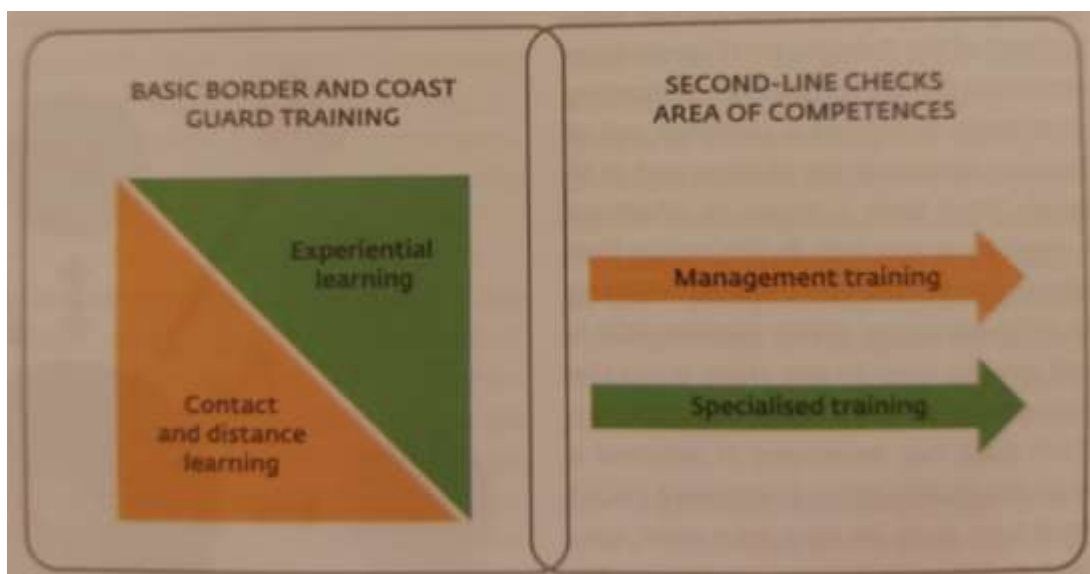 BASIC BORDER AND COAST
GUARD TRAINING
Experiential
learning
Contact
and distance
learning
SECOND-LINE CHECKS
AREA OF COMPETENCES
Management training
Specialised training